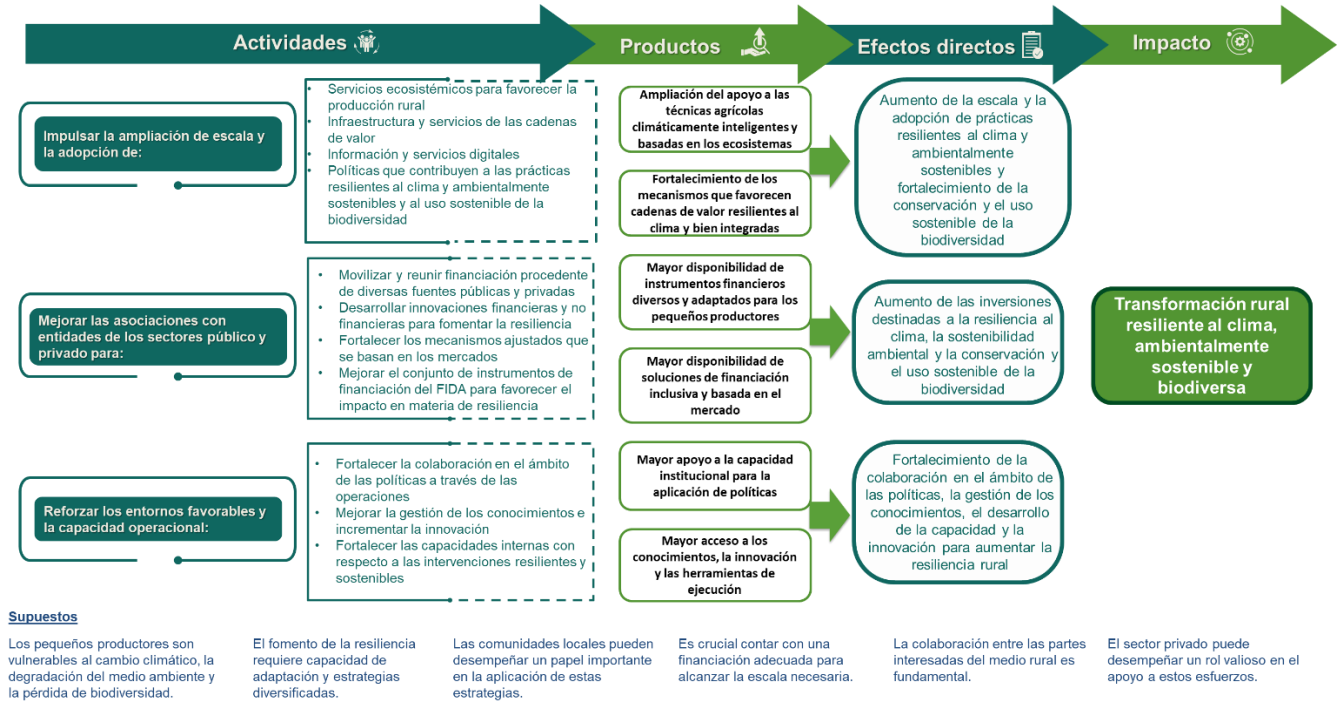 Actividades
Productos
Efectos directos
Impacto
Impulsar la ampliación de escala y
la adopción de:
• Servicios ecosistémicos para favorecer la
producción rural
• Infraestructura y servicios de las cadenas
de valor
• Información y servicios digitales
• Políticas que contribuyen a las prácticas
resilientes al clima y ambientalmente
sostenibles y al uso sostenible de la
biodiversidad
Ampliación del apoyo a las
técnicas agrícolas
climáticamente inteligentes y
basadas en los ecosistemas
Fortalecimiento de los
mecanismos que favorecen
cadenas de valor resilientes al
clima y bien integradas
Aumento de la escala y la
adopción de prácticas
resilientes al clima y
ambientalmente
sostenibles y
fortalecimiento de la
conservación y el uso
sostenible de la
biodiversidad
Mejorar las asociaciones con
entidades de los sectores público y
privado para:
• Movilizar y reunir financiación procedente
de diversas fuentes públicas y privadas
• Desarrollar innovaciones financieras y no
financieras para fomentar la resiliencia
• Fortalecer los mecanismos ajustados que
se basan en los mercados
• Mejorar el conjunto de instrumentos de
financiación del FIDA para favorecer el
impacto en materia de resiliencia
Mayor disponibilidad de
instrumentos financieros
diversos y adaptados para los
pequeños productores
Mayor disponibilidad de
soluciones de financiación
inclusiva y basada en el
mercado
Aumento de las inversiones
destinadas a la resiliencia al
clima, la sostenibilidad
ambiental y la conservación y
el uso sostenible de la
biodiversidad
Transformación rural
resiliente al clima,
ambientalmente
sostenible y
biodiversa
Reforzar los entornos favorables y
la capacidad operacional:
• Fortalecer la colaboración en el ámbito
de las políticas a través de las
operaciones
• Mejorar la gestión de los conocimientos e
incrementar la innovación
• Fortalecer las capacidades internas con
respecto a las intervenciones resilientes y
sostenibles
Mayor apoyo a la capacidad
institucional para la
aplicación de políticas
Mayor acceso a los
conocimientos, la innovación
y las herramientas de
ejecución
Fortalecimiento de la
colaboración en el ámbito de
las políticas, la gestión de los
conocimientos, el desarrollo
de la capacidad y la
innovación para aumentar la
resiliencia rural
Supuestos
Los pequeños productores son
vulnerables al cambio climático, la
degradación del medio ambiente y
la pérdida de biodiversidad.
El fomento de la resiliencia
requiere capacidad de
adaptación y estrategias
diversificadas.
Las comunidades locales pueden
desempeñar un papel importante
en la aplicación de estas
estrategias.
Es crucial contar con una
financiación adecuada para
alcanzar la escala necesaria.
La colaboración entre las partes
interesadas del medio rural es
fundamental.
El sector privado puede
desempeñar un rol valioso en el
apoyo a estos esfuerzos.